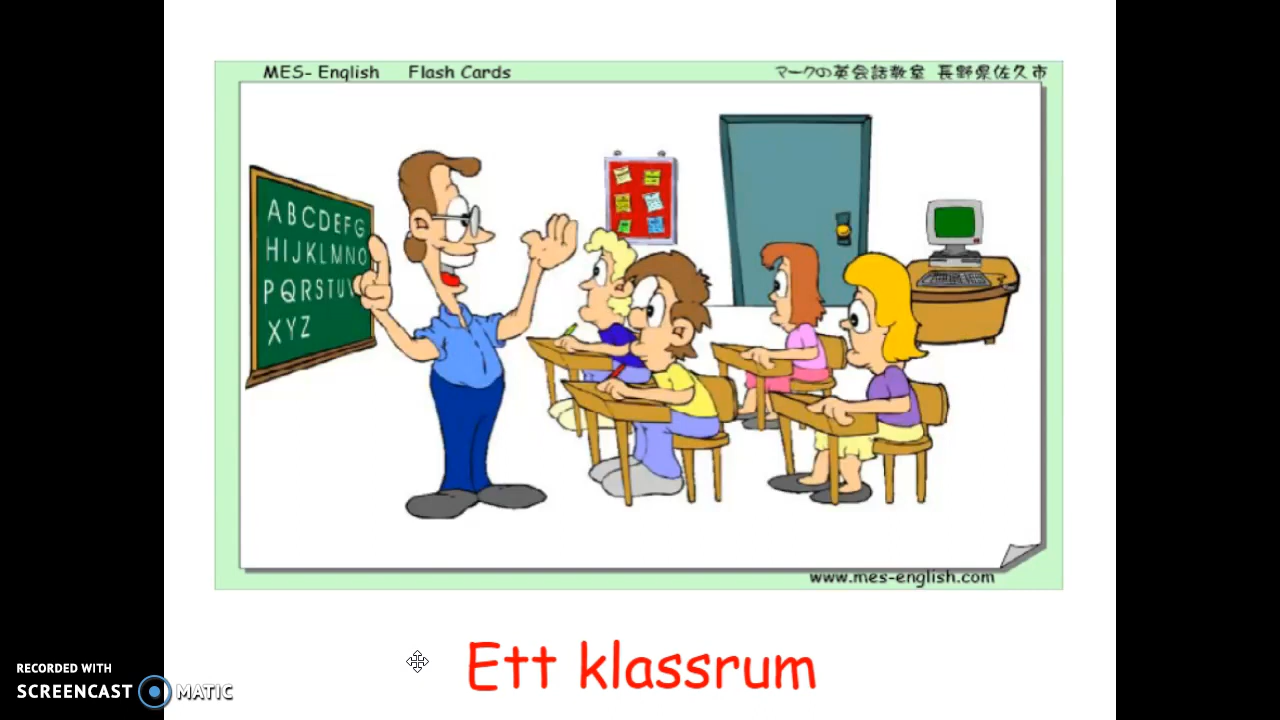 MES- English Flash Cards マークの英会話教室 長野県佐久市
ABCDEFG
HIJKLMNO
PQRSTUV
XYZ
www.mes-english.com
Ett klassrum
RECORDED WITH
SCREENCAST MATIC